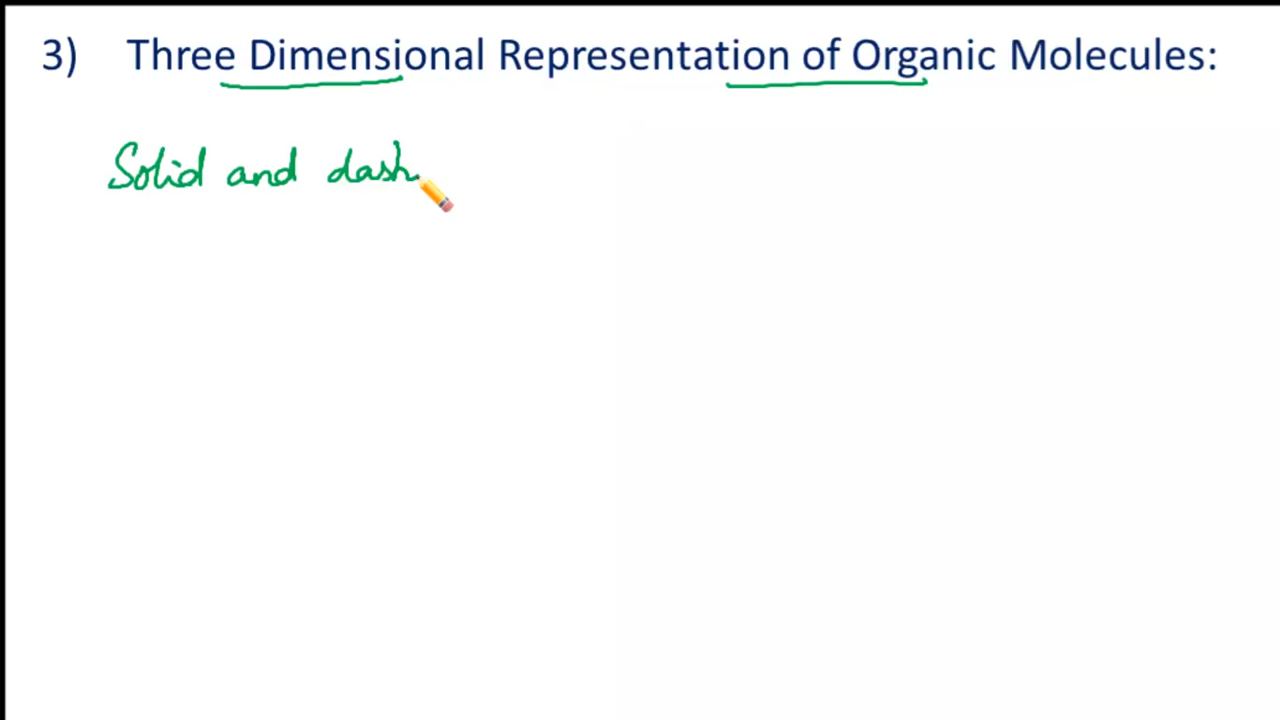 3) Three Dimensional Representation of Organic Molecules:
Solid and dash